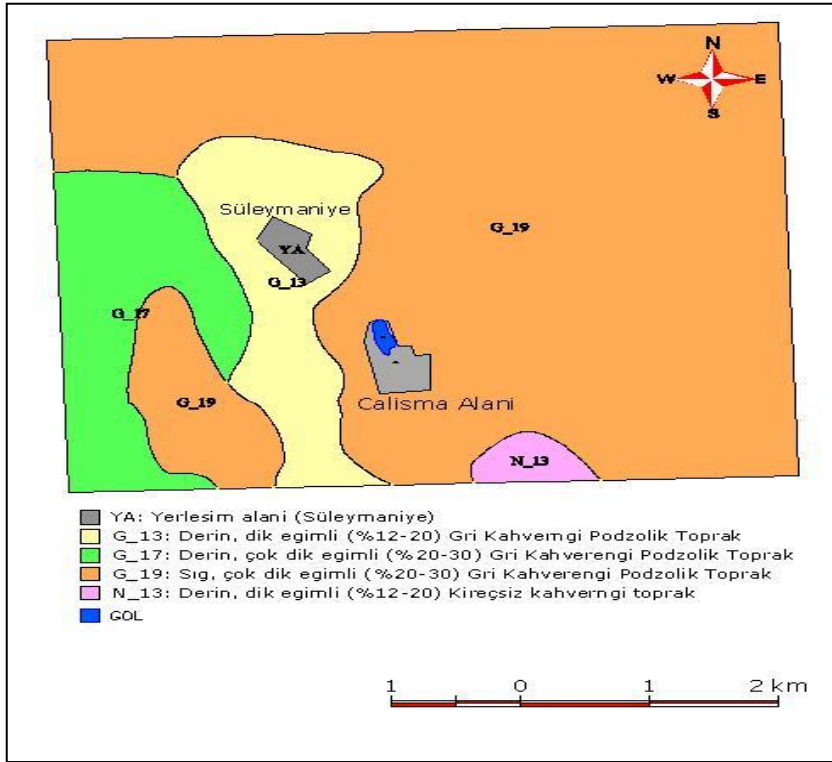 N
W E
S
Süleymaniye
YA
G_13
G_19
G_17
G_19
Calisma Alani
N_13
YA: Yerlesim alani (Süleymaniye)
G_13: Derin, dik egimli (%12-20) Gri Kahverngi Podzolik Toprak
G_17: Derin, çok dik egimli (%20-30) Gri Kahverengi Podzolik Toprak
G_19: Sıg, çok dik egimli (%20-30) Gri Kahverengi Podzolik Toprak
N_13: Derin, dik egimli (%12-20) Kireçsiz kahverngi toprak
GOL
1 0 1 2 km